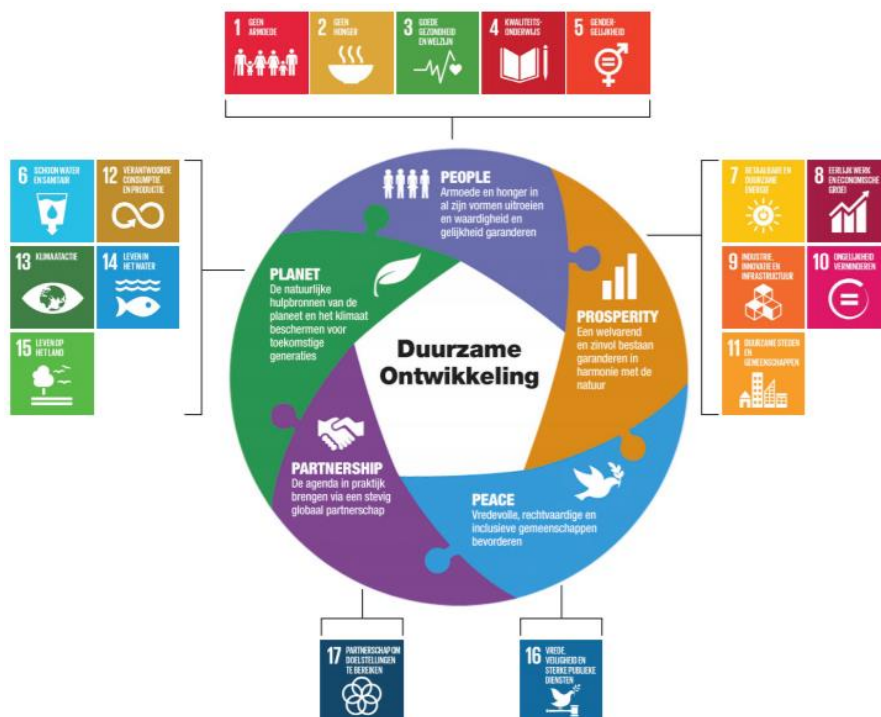 1 GEEN
ARMOEDE
2 GEEN
HONGER
3 GOEDE
GEZONDHEID
EN WELZIJN
4 KWALITEITS-
ONDERWIJS
5 GENDER-
GELIJKHEID
6 SCHOON WATER
EN SANITAIR
12 VERANTWOORDE
CONSUMPTIE
EN PRODUCTIE
13 KLIMAATACTIE
14 LEVEN IN
HET WATER
15 LEVEN OP
HET LAND
PEOPLE
Armoede en honger in
al zijn vormen uitroeien
en waardigheid en
gelijkheid garanderen
PLANET
De natuurlijke
hulpbronnen van de
planeet en het klimaat
beschermen voor
toekomstige
generaties
Duurzame
Ontwikkeling
PROSPERITY
Een welvarend
en zinvol bestaan
garanderen in
harmonie met de
natuur
PARTNERSHIP
De agenda in praktijk
brengen via een stevig
globaal partnerschap
PEACE
Vredevolle, rechtvaardige en
inclusieve gemeenschappen
bevorderen
7 BETAALBARE EN
DUURZAME
ENERGIE
8 EERLIJK WERK
EN ECONOMISCHE
GROEI
9 INDUSTRIE,
INNOVATIE EN
INFRASTRUCTUUR
10 ONGELIJKHEID
VERMINDEREN
11 DUURZAME STEDEN
EN
GEMEENSCHAPPEN
17 PARTNERSCHAP OM
DOELSTELLINGEN
TE BEREIKEN
16 VREDE,
VEILIGHEID EN
STERKE PUBLIEKE
DIENSTEN